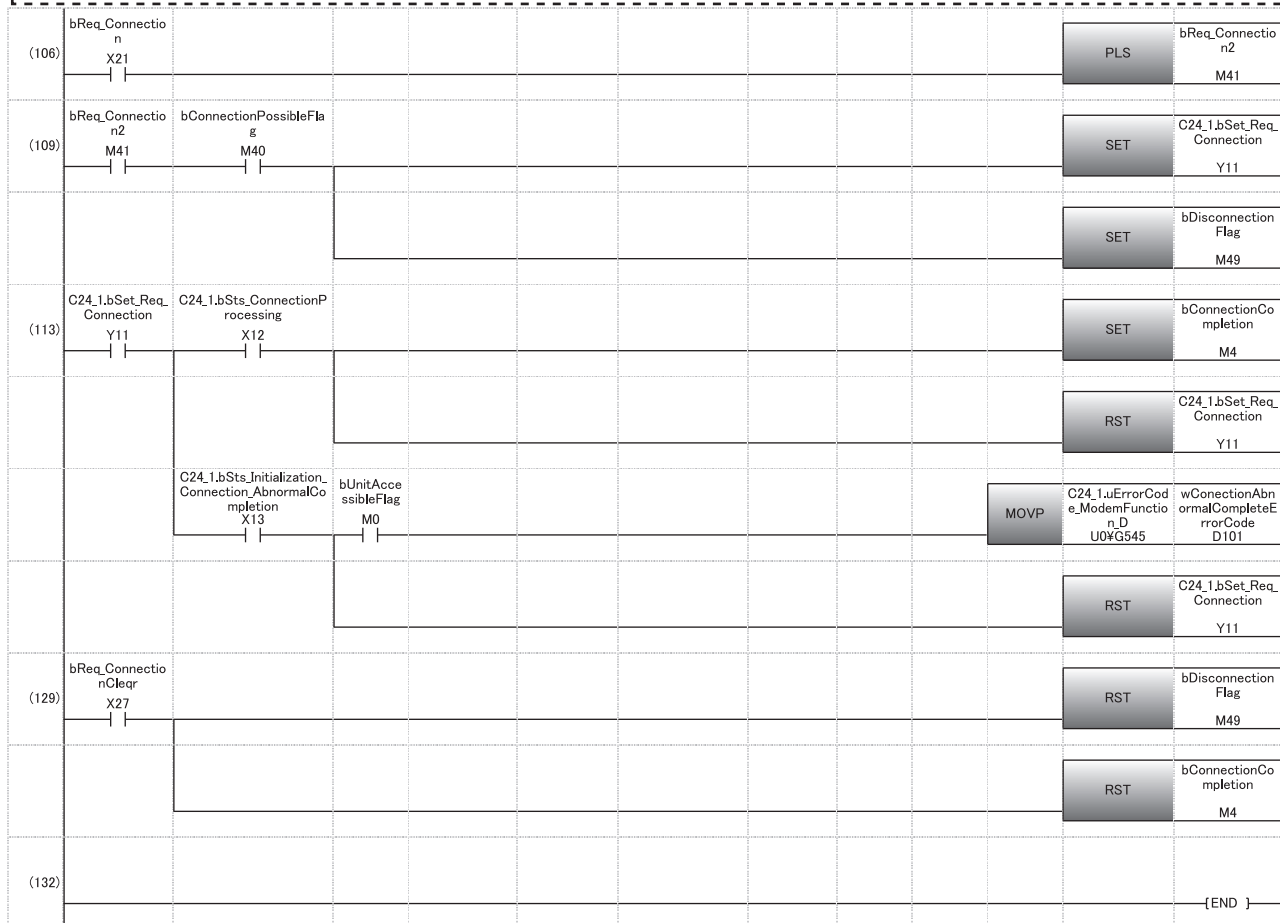 bReq_Connectio
n
(106)
X21
PLS
bReq_Connectio
n2
M41
bReq_Connectio
n2
bConnectionPossibleFla
g
(109)
M41
M40
SET
C24_1.bSet_Req_
Connection
Y11
SET
bDisconnection
Flag
M49
C24_1.bSet_Req_
Connection
C24_1.bSts_ConnectionP
rocessing
(113)
Y11
X12
SET
bConnectionCo
mpletion
M4
RST
C24_1.bSet_Req_
Connection
Y11
C24_1.bSts_Initialization_
Connection_AbnormalCo
mpletion
X13
bUnitAcce
ssibleFlag
M0
MOVP
C24_1.uErrorCod
e_ModemFunctio
n_D
U0¥G545
wConectionAbn
ormalCompleteE
rrorCode
D101
RST
C24_1.bSet_Req_
Connection
Y11
bReq_Connectio
nCleqr
(129)
X27
RST
bDisconnection
Flag
M49
RST
bConnectionCo
mpletion
M4
(132)
[END ]